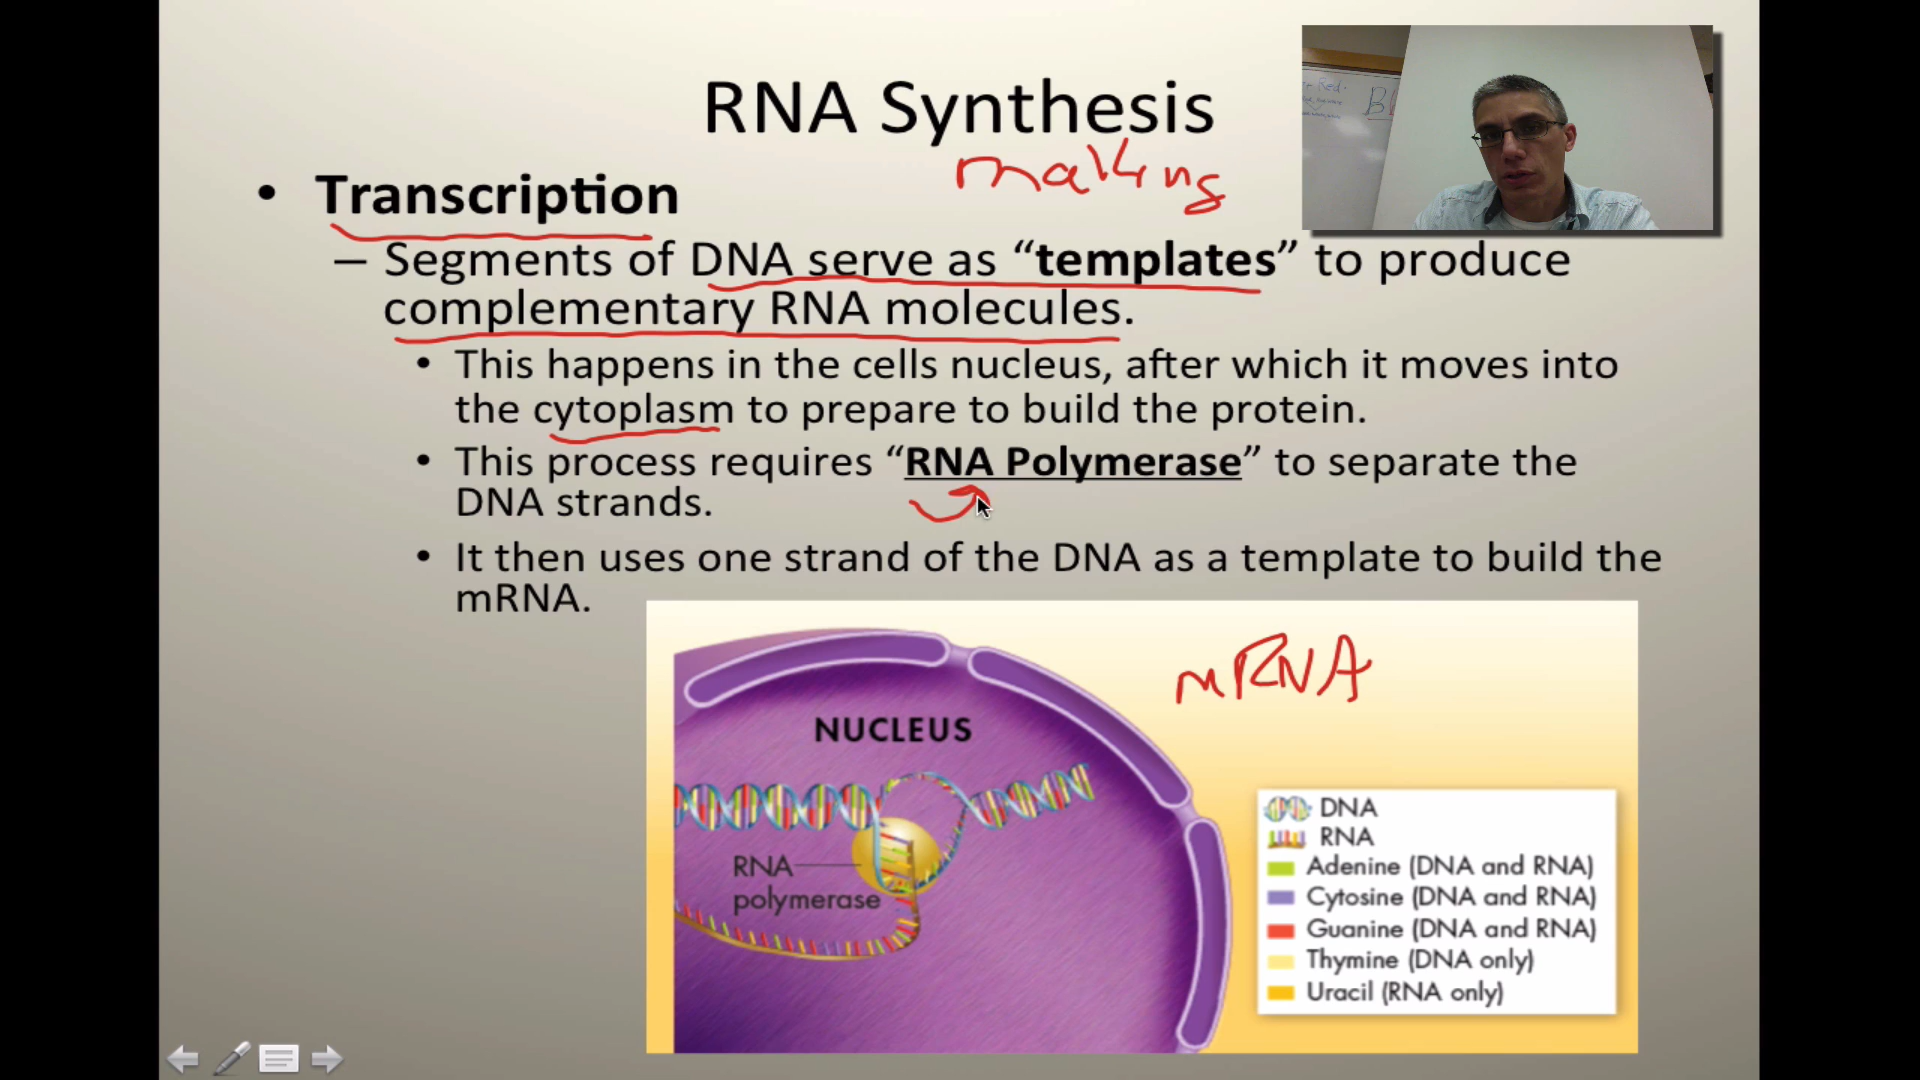 RNA Synthesis
making
• Transcription
– Segments of DNA serve as “templates” to produce
complementary RNA molecules.
• This happens in the cells nucleus, after which it moves into
the cytoplasm to prepare to build the protein.
• This process requires “RNA Polymerase” to separate the
DNA strands.
• It then uses one strand of the DNA as a template to build the
mRNA.
mRNA
NUCLEUS
RNA
polymerase
DNA
RNA
Adenine (DNA and RNA)
Cytosine (DNA and RNA)
Guanine (DNA and RNA)
Thymine (DNA only)
Uracil (RNA only)